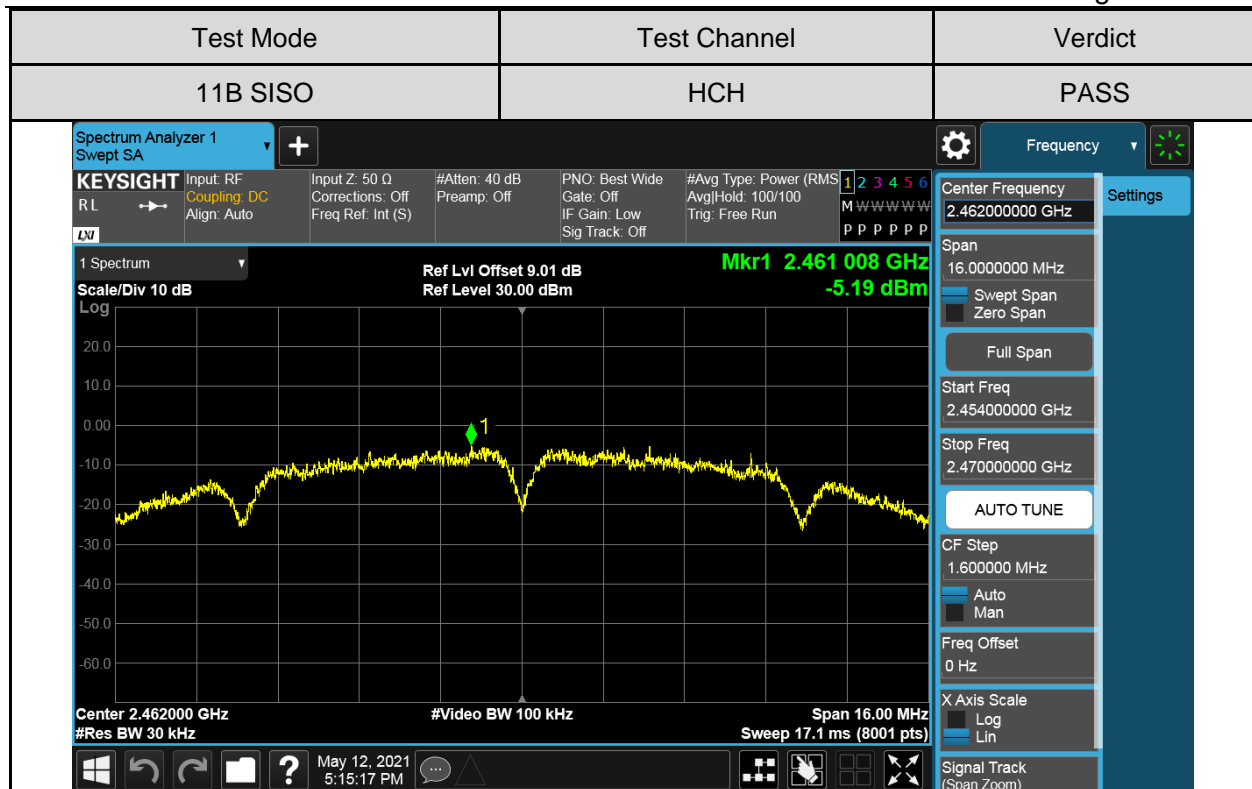 Test Mode Test Channel Verdict
11B SISO HCH PASS
Spectrum Analyzer 1
Swept SA
+
Frequency
KEYSIGHT Input: RF Input Z: 50 Ω #Atten: 40 dB PNO: Best Wide #Avg Type: Power (RMS 1 2 3 4 5 6
RL Coupling: DC Corrections: Off Preamp: Off Gate: Off Avg|Hold: 100/100 M W W W W W
Align: Auto Freq Ref: Int (S) IF Gain: Low Trig: Free Run
LXI Sig Track: Off P P P P P P
1 Spectrum
Scale/Div 10 dB
Ref Lvl Offset 9.01 dB
Ref Level 30.00 dBm
Mkr1 2.461 008 GHz
-5.19 dBm
Log
20.0
10.0
0.00
-10.0
-20.0
-30.0
-40.0
-50.0
-60.0
1
Center 2.462000 GHz #Video BW 100 kHz Span 16.00 MHz
#Res BW 30 kHz Sweep 17.1 ms (8001 pts)
? May 12, 2021
5:15:17 PM
Center Frequency
2.462000000 GHz
Settings
Span
16.0000000 MHz
Swept Span
Zero Span
Full Span
Start Freq
2.454000000 GHz
Stop Freq
2.470000000 GHz
AUTO TUNE
CF Step
1.600000 MHz
Auto
Man
Freq Offset
0 Hz
X Axis Scale
Log
Lin
Signal Track
(Span Zoom)